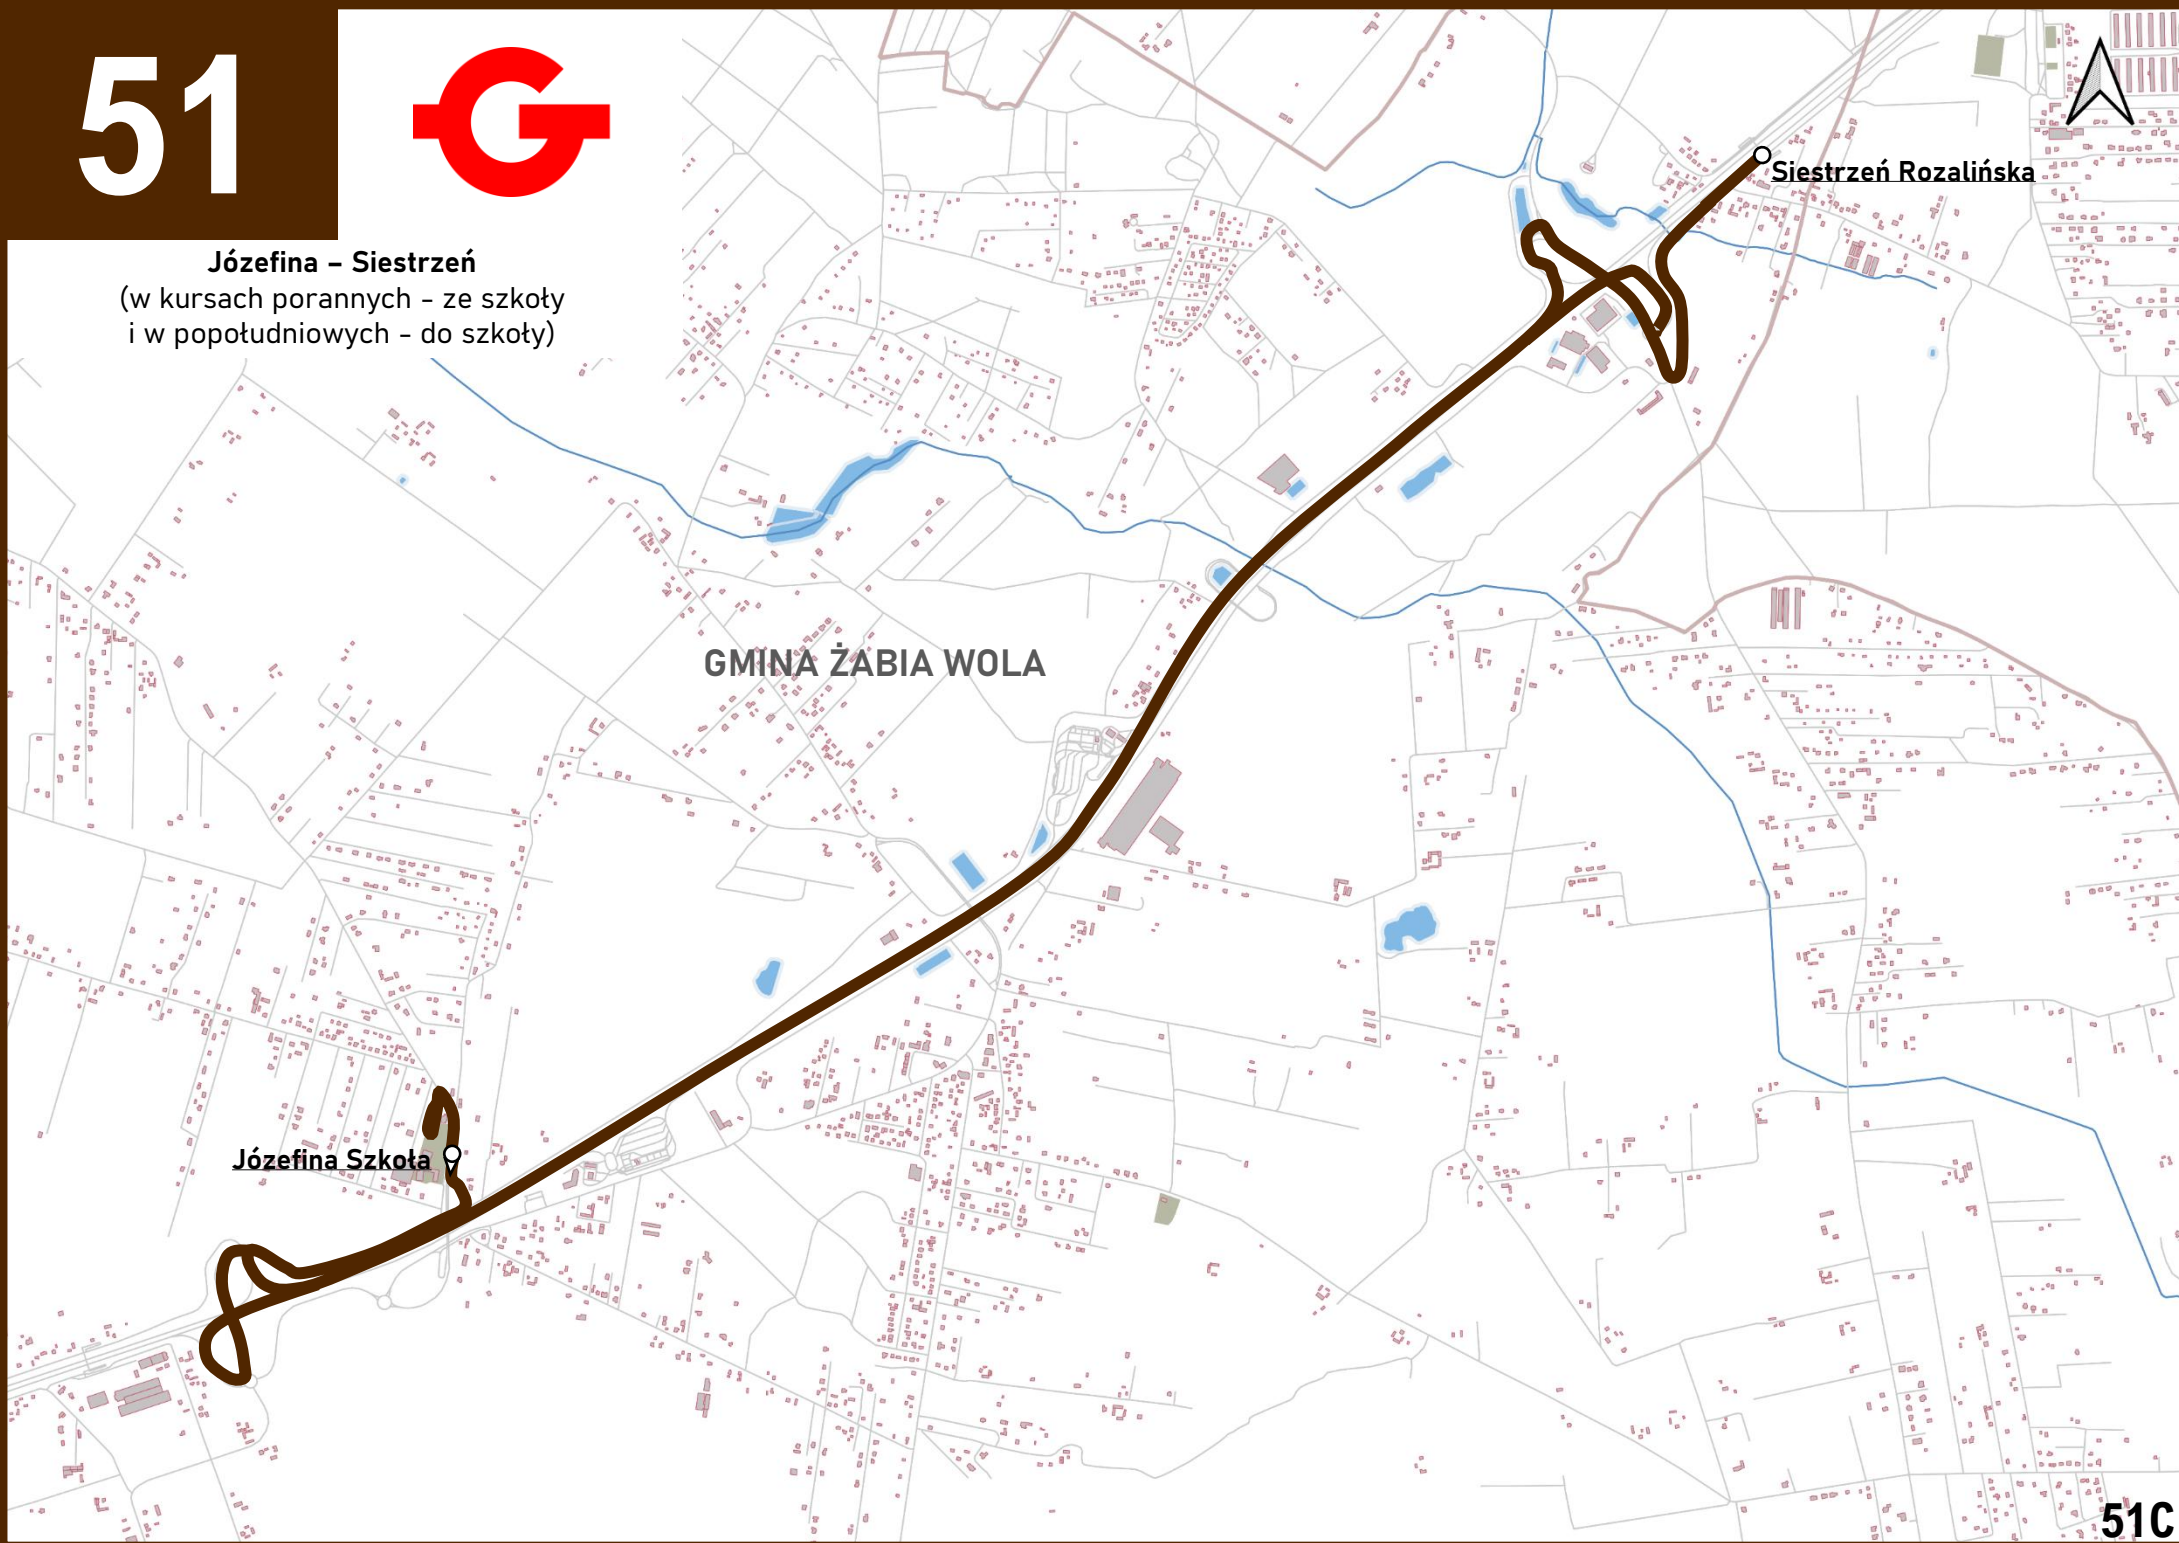 51
G
Józefina – Siestrzeń
(w kursach porannych - ze szkoły
i w popołudniowych - do szkoły)
Siestrzeń Rozalińska
GMINA ŻABIA WOLA
Józefina Szkoła
51C